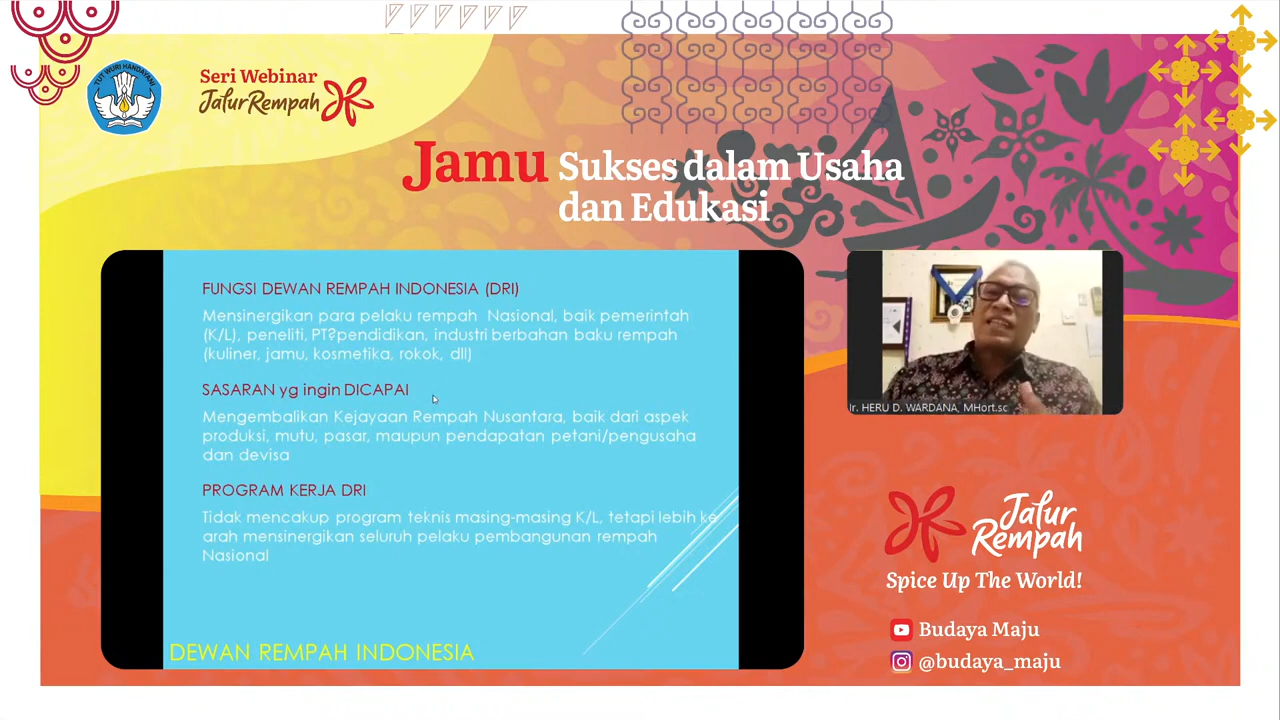 TUT WURI HANDAYANI
Seri Webinar
Jalur Rempah
Jamu Sukses dalam Usaha
dan Edukasi
FUNGSI DEWAN REMPAH INDONESIA (DRI)
Mensinergikan para pelaku rempah Nasional, baik pemerintah
(K/L), peneliti, PT?pendidikan, industri berbahan baku rempah
(kuliner, jamu, kosmetika, rokok, dll)
SASARAN yg ingin DICAPAI
Mengembalikan Kejayaan Rempah Nusantara, baik dari aspek
produksi, mutu, pasar, maupun pendapatan petani/pengusaha
dan devisa
PROGRAM KERJA DRI
Tidak mencakup program teknis masing-masing K/L, tetapi lebih ke
arah mensinergikan seluruh pelaku pembangunan rempah
Nasional
DEWAN REMPAH INDONESIA
Ir. HERU D. WARDANA, MHort.sc
Jalur
Rempah
Spice Up The World!
Budaya Maju
@budaya_maju